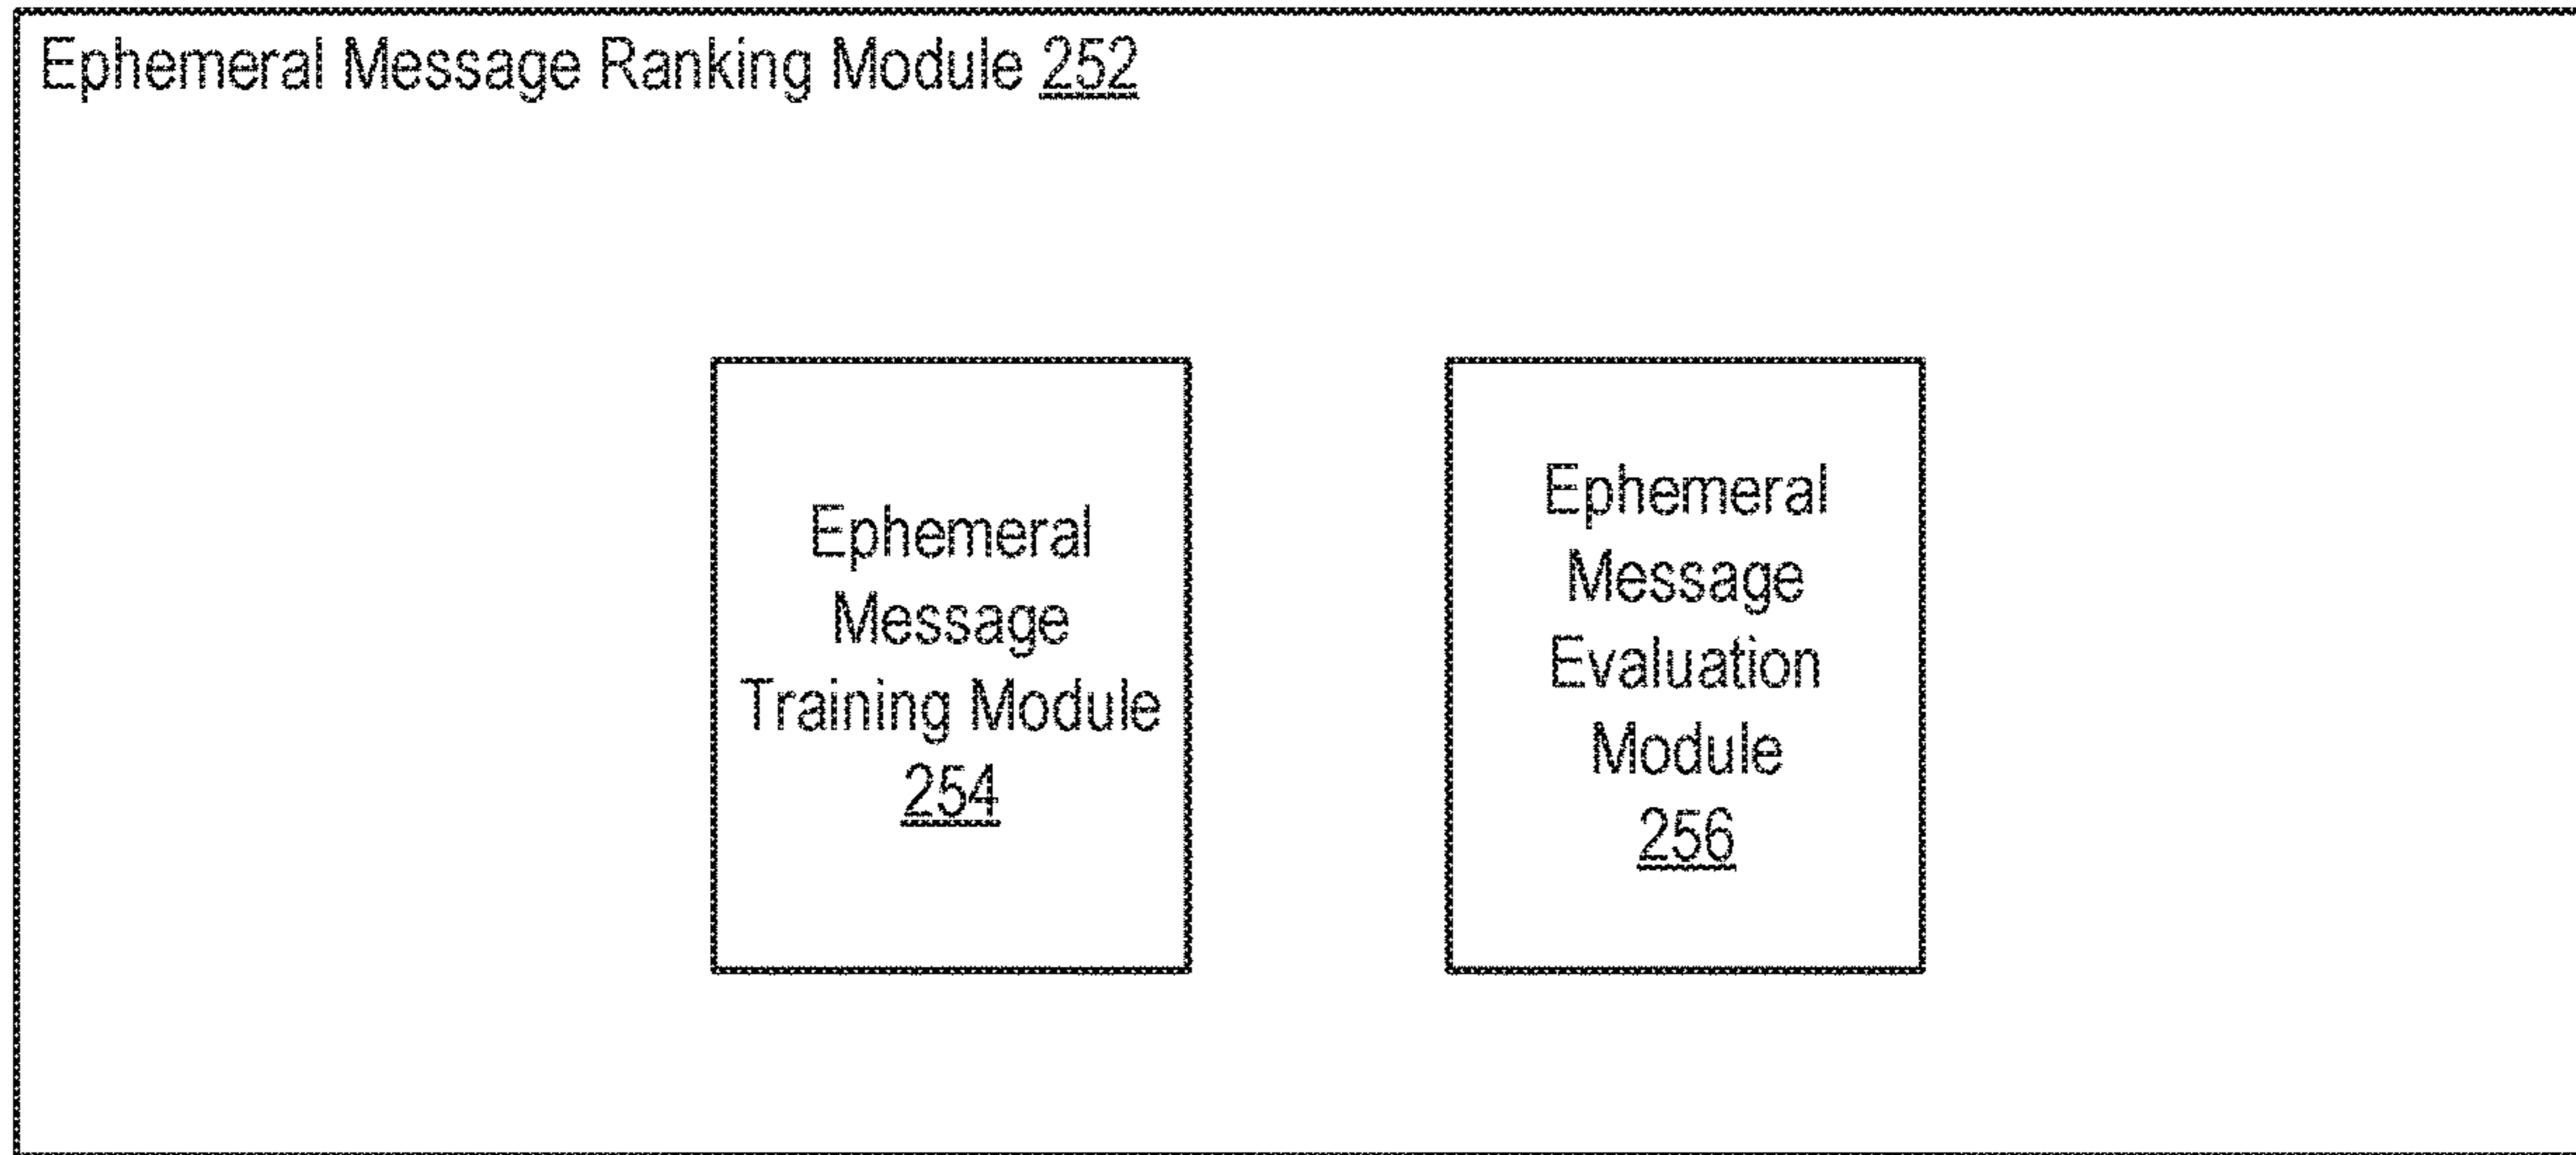 Ephemeral Message Ranking Module 252
Ephemeral
Message
Training Module
254
Ephemeral
Message
Evaluation
Module
256